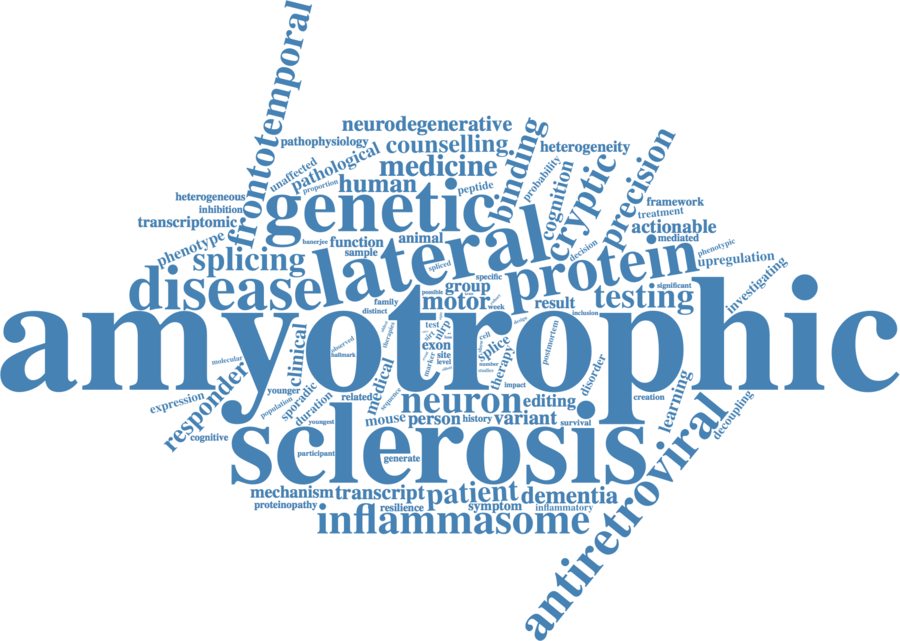 frontotemporal
neurodegenerative
pathophysiology
counselling
binding
heterogeneity
precision
unaffected
pathological
medicine
probability
cognition
cryptic
proportion
human
peptide
heterogeneous
inhibition
transcriptomic
genetic
framework
treatment
actionable
banerjee
function
animal
lateral
decision
mediated
phenotypic
phenotype
sample
protein
upregulation
splicing
spliced
specific
investigating
disease
possible
group
significant
family
motor
week
result
testing
distinct
inclusion
amyotrophic
test
nlrp
design
clinical
observed
hallmark
therapies
exon
site
level
marker
cell
splice
postmortem
molecular
number
studies
therapy
disorder
responder
younger
medical
impact
expression
population
sporadic
duration
related
sequence
neuron
editing
creation
learning
decoupling
mouse
person
history
variant
survival
youngest
cognitive
sclerosis
antiretroviral
participant
generate
mechanism
transcript
patient
dementia
proteinopathy
resilience
symptom
inflammatory
inflammasome